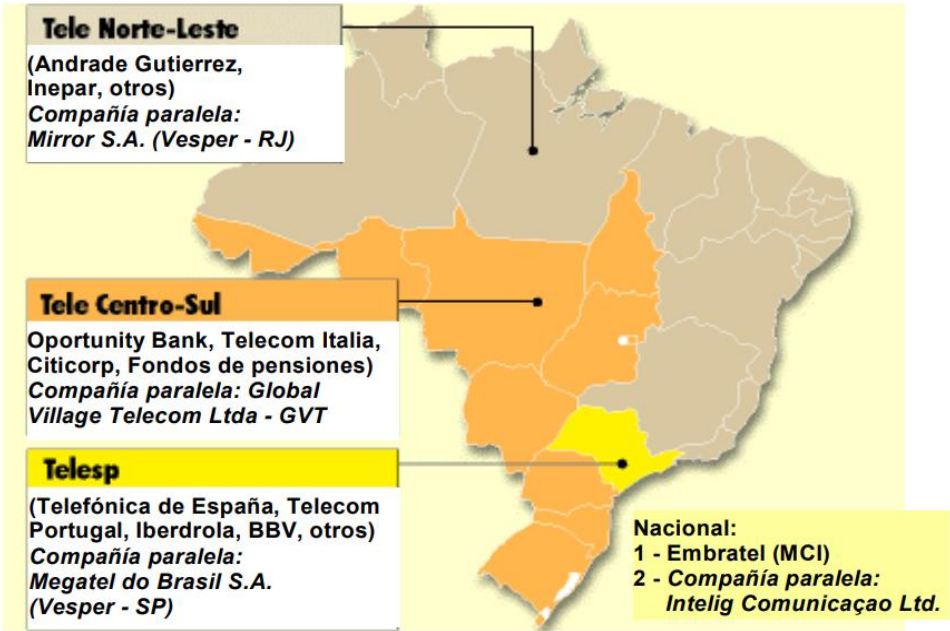 Tele Norte-Leste
(Andrade Gutierrez,
Inepar, otros)
Compañía paralela:
Mirror S.A. (Vesper - RJ)
Tele Centro-Sul
Oportunity Bank, Telecom Italia,
Citicorp, Fondos de pensiones)
Compañía paralela: Global
Village Telecom Ltda - GVT
Telesp
(Telefónica de España, Telecom
Portugal, Iberdrola, BBV, otros)
Compañía paralela:
Megatel do Brasil S.A.
(Vesper - SP)
Nacional:
1 - Embratel (MCI)
2 - Compañía paralela:
Intelig Comunicaçao Ltd.